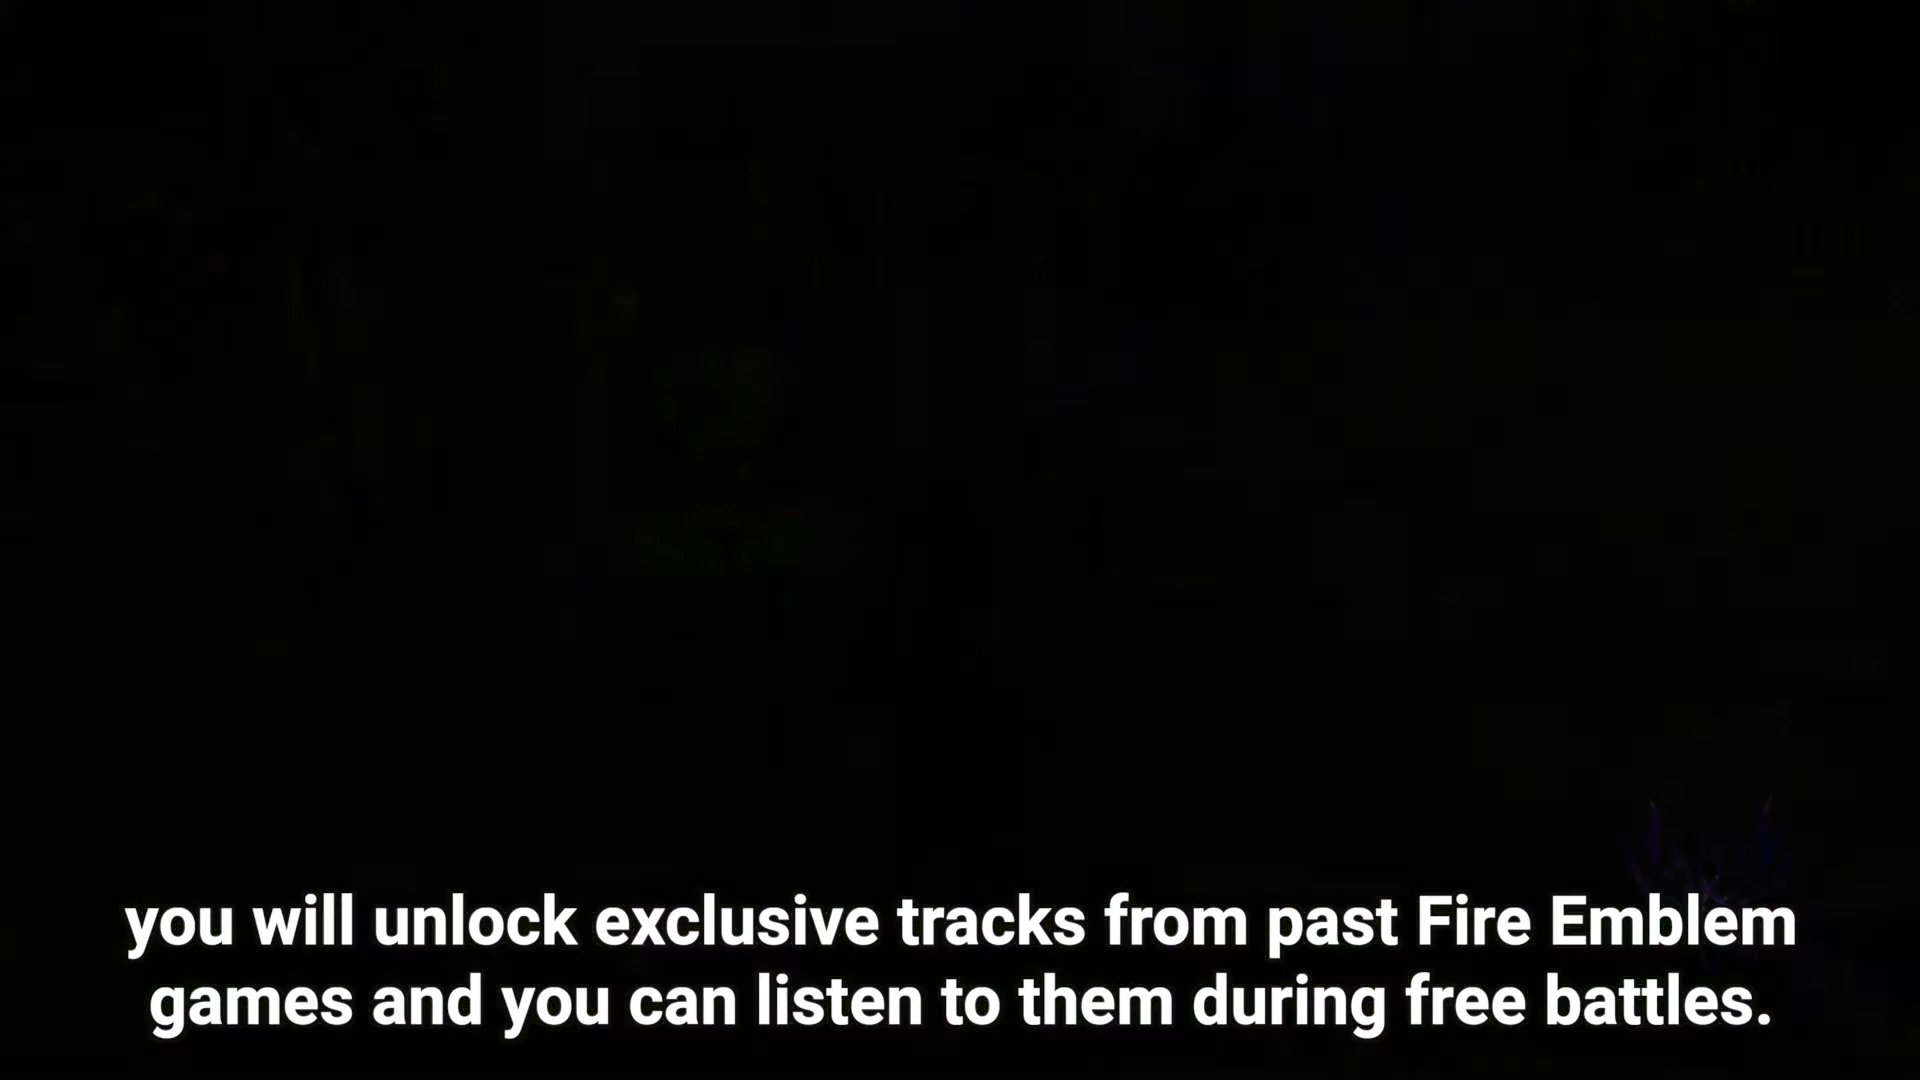 you will unlock exclusive tracks from past Fire Emblem
games and you can listen to them during free battles.